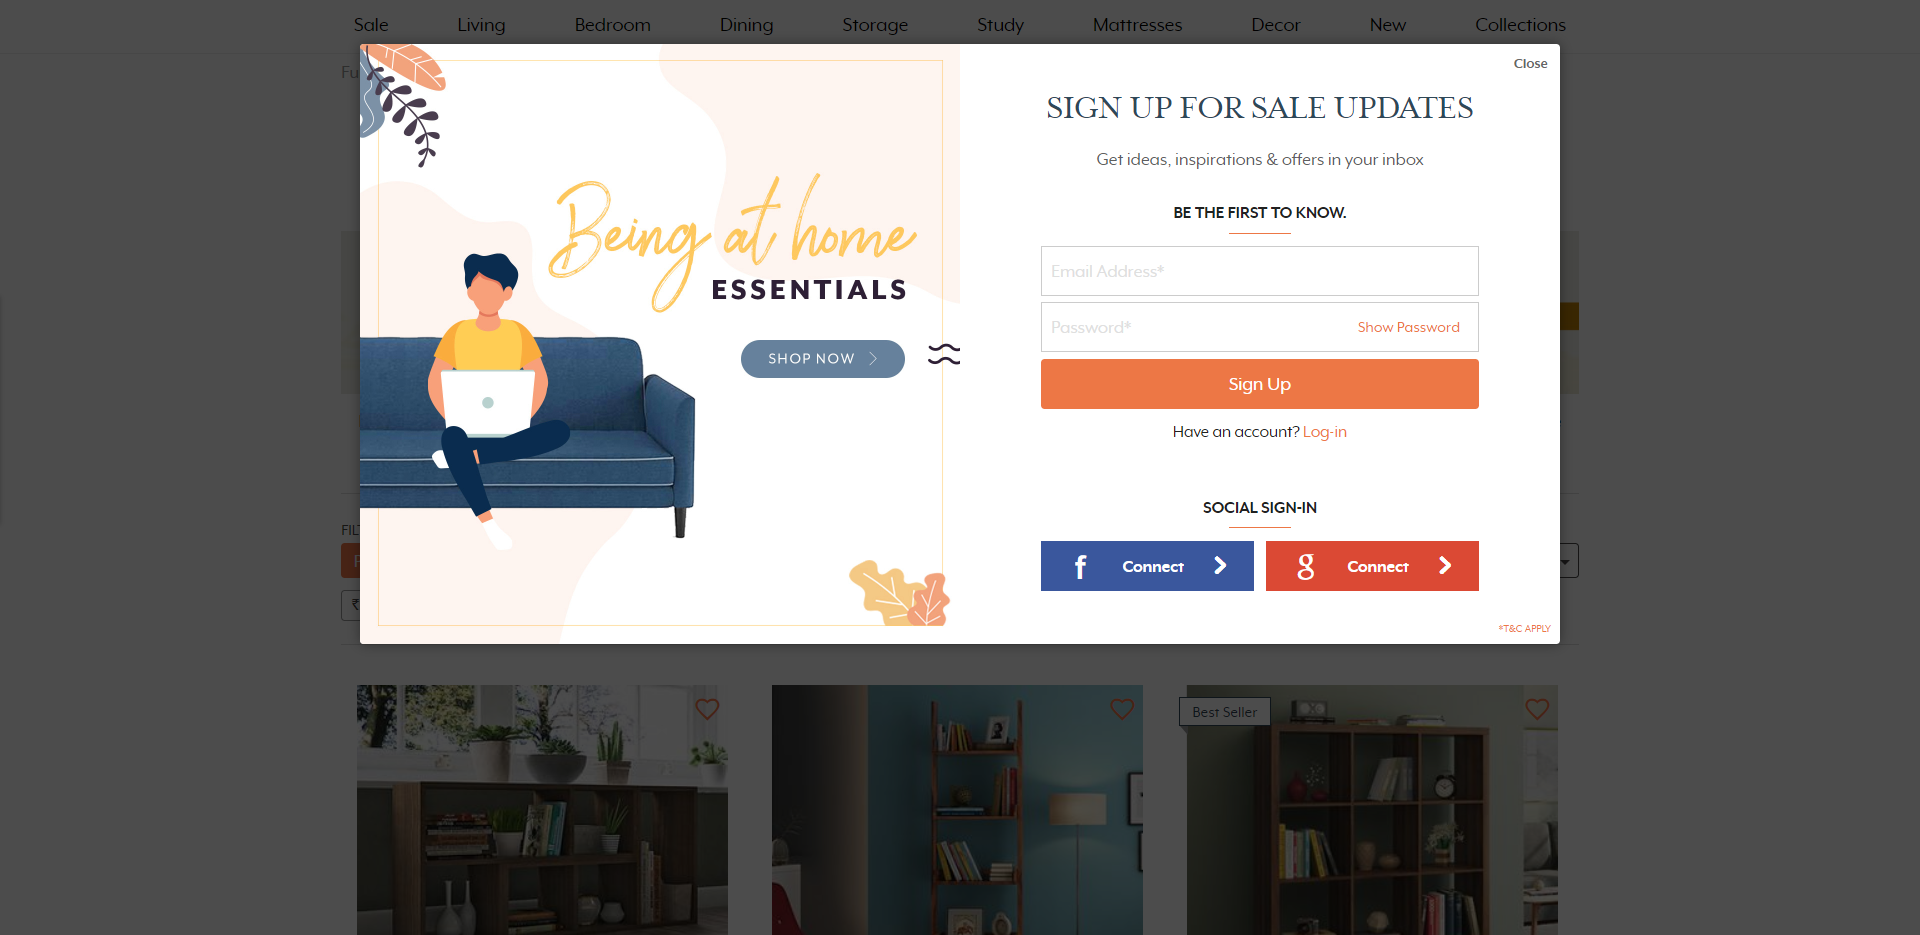 Sale Living Bedroom Dining Storage Study Mattresses Decor New Collections
Close
Being at home
ESSENTIALS
SHOP NOW
SIGN UP FOR SALE UPDATES
Get ideas, inspirations & offers in your inbox
BE THE FIRST TO KNOW.
Email Address*
Password*
Show Password
Sign Up
Have an account? Log-in
SOCIAL SIGN-IN
f Connect
g Connect
*T&C APPLY
₹
Best Seller